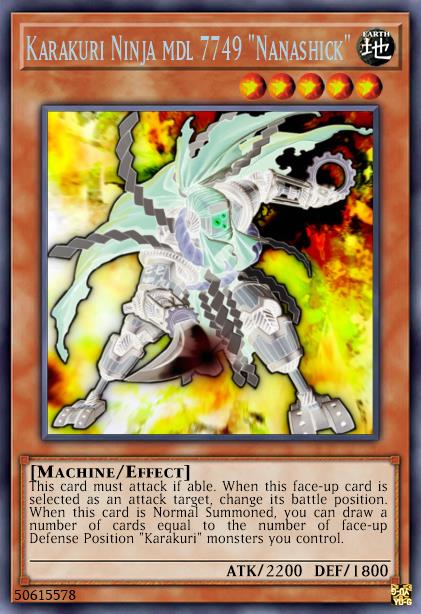 KARAKURI NINJA MDL 7749 "NANASHICK"
EARTH
地
[MACHINE/EFFECT]
This card must attack if able. When this face-up card is
selected as an attack target, change its battle position.
When this card is Normal Summoned, you can draw a
number of cards equal to the number of face-up
Defense Position "Karakuri" monsters you control.
ATK/2200 DEF/1800
50615578